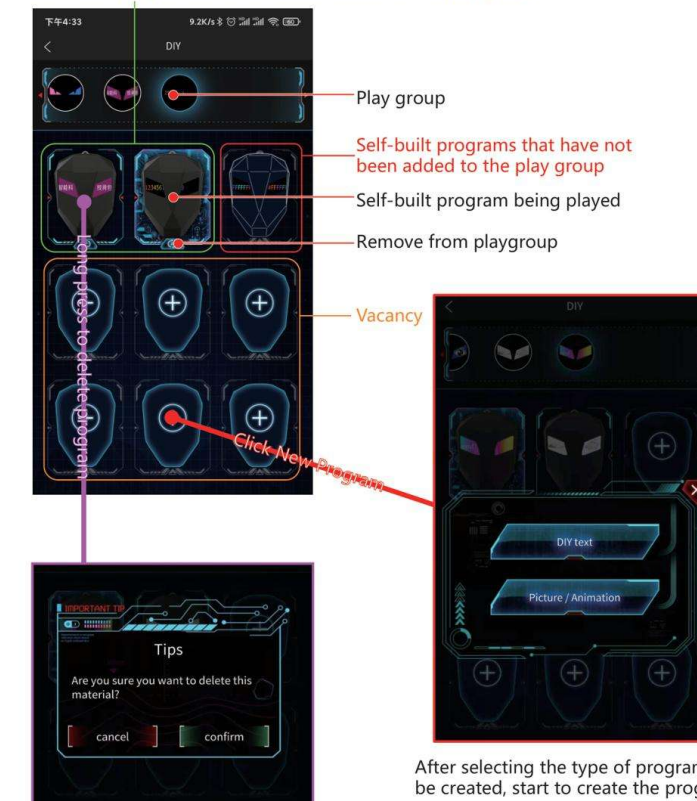 下午4:33
9.2K/s
DIY
Play group
Self-built programs that have not
been added to the play group
123456
Self-built program being played
Remove from playgroup
Vacancy
Long press to delete program
Click New Program
DIY
DIY text
Picture / Animation
IMPORTANT TIP
Tips
Are you sure you want to delete this
material?
cancel
confirm
After selecting the type of program
be created, start to create the prog